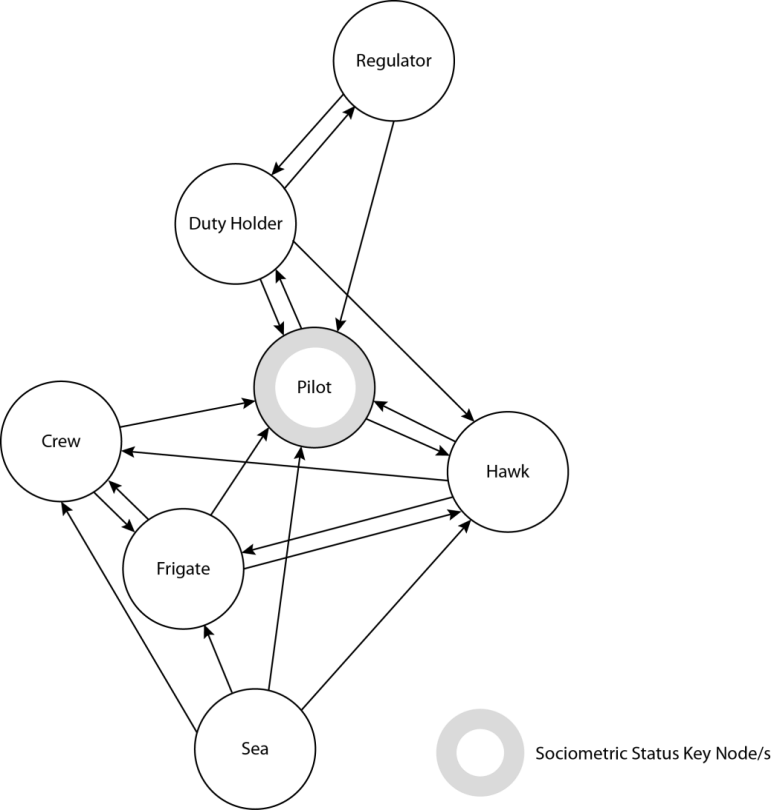 Regulator
Duty Holder
Pilot
Crew
Hawk
Frigate
Sea
Sociometric Status Key Node/s